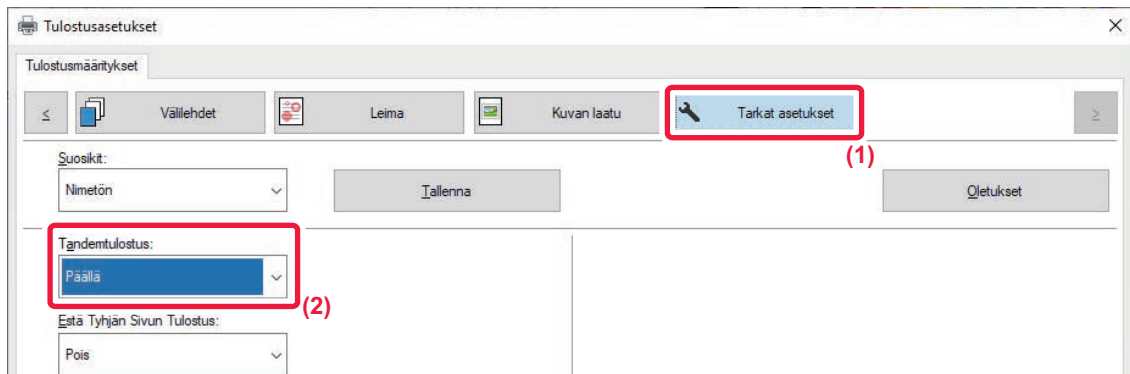 Tulostusasetukset
Tulostusmääritykset
< Välilehdet Leima Kuvan laatu Tarkat asetukset >
(1)
Suosikit:
Nimetön Tallenna Oletukset
Tandemtulostus:
Päällä
(2)
Estä Tyhjän Sivun Tulostus:
Pois